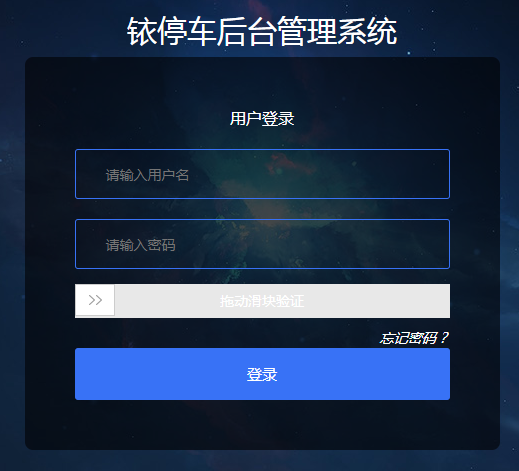 铱停车后台管理系统
用户登录
请输入用户名
请输入密码
>> 拖动滑块验证
忘记密码？
登录